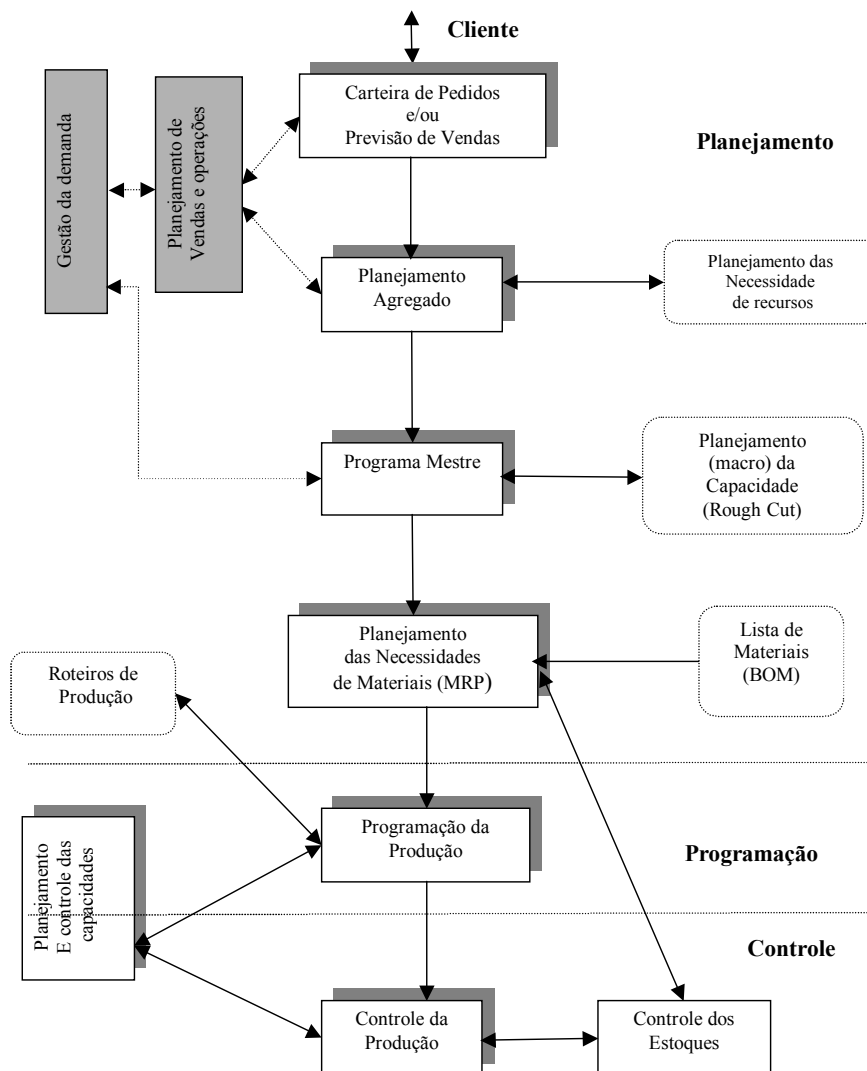 Cliente
Carteira de Pedidos
e/ou
Previsão de Vendas
Planejamento
Gestão da demanda
Planejamento de
Vendas e operações
Planejamento
Agregado
Planejamento das
Necessidade
de recursos
Programa Mestre
Planejamento
(macro) da
Capacidade
(Rough Cut)
Planejamento
das Necessidades
de Materiais (MRP)
Lista de
Materiais
(BOM)
Roteiros de
Produção
Programação da
Produção
Programação
Planejamento
E controle das
capacidades
Controle
Controle da
Produção
Controle dos
Estoques